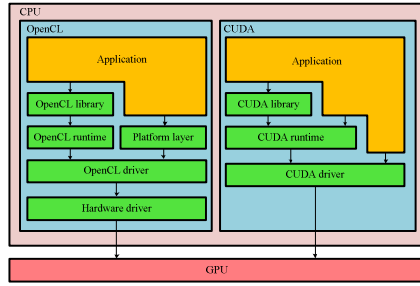 CPU
OpenCL
Application
OpenCL library
OpenCL runtime
Platform layer
OpenCL driver
Hardware driver
CUDA
Application
CUDA library
CUDA runtime
CUDA driver
GPU